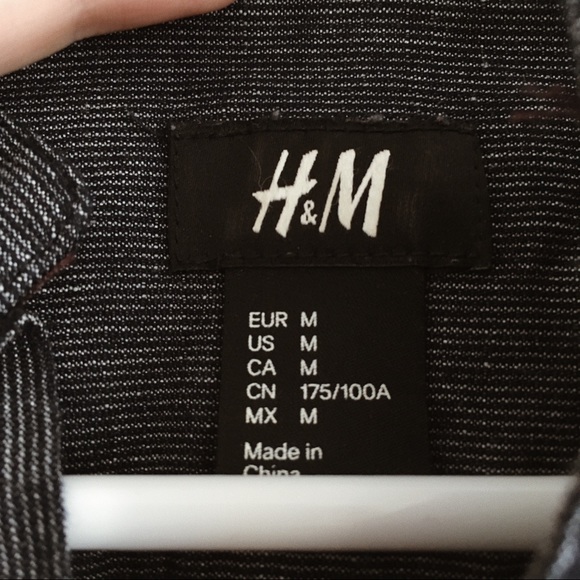 H&M
EUR M
US M
CA M
CN 175/100A
MX M
Made in
China